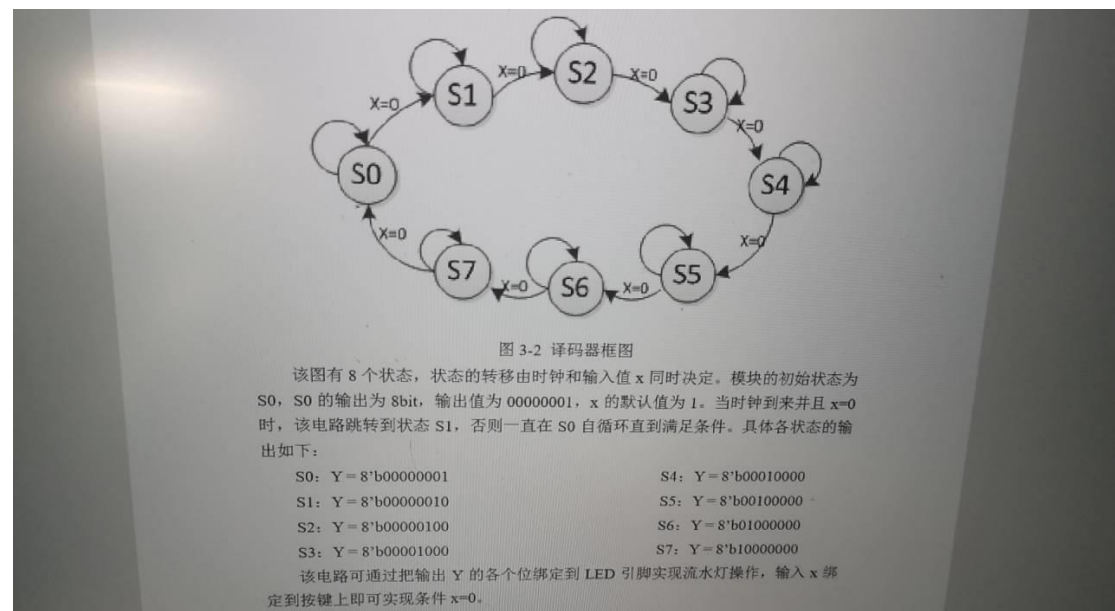 S2
X=0
X=0
S1
S3
X=0
X=0
S0
S4
X=0
X=0
S7
S6
S5
X=0
X=0
图 3-2 译码器框图
该图有 8 个状态，状态的转移由时钟和输入值 x 同时决定。模块的初始状态为
S0，S0 的输出为 8bit，输出值为 00000001，x 的默认值为 1。当时钟到来并且 x=0
时，该电路跳转到状态 S1，否则一直在 S0 自循环直到满足条件。具体各状态的输
出如下：
S0：Y = 8’b00000001
S4：Y = 8’b00010000
S1：Y = 8’b00000010
S5：Y = 8’b00100000
S2：Y = 8’b00000100
S6：Y = 8’b01000000
S3：Y = 8’b00001000
S7：Y = 8’b10000000
该电路可通过把输出 Y 的各个位绑定到 LED 引脚实现流水灯操作，输入 x 绑
定到按键上即可实现条件 x=0。